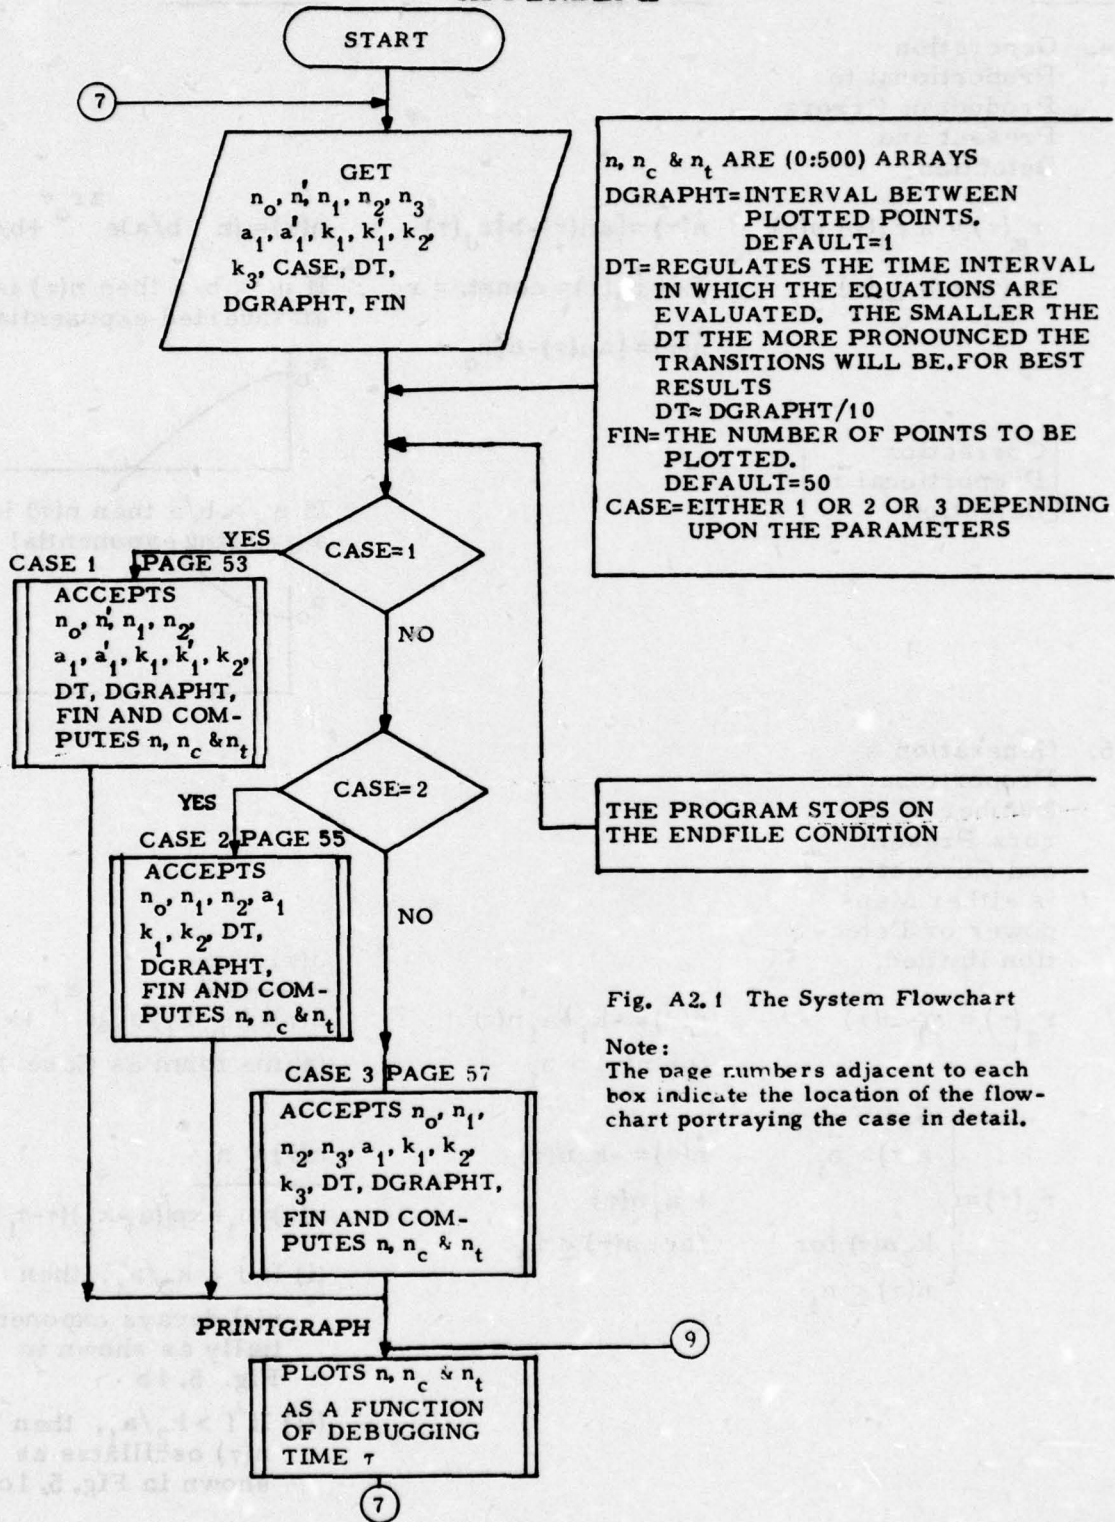 START
7
GET
n_o, n', n_1, n_2, n_3
a_1, a'_1, k_1, k'_1, k_2,
k_3, CASE, DT,
DGRAPHT, FIN
n, n_c & n_t ARE (0:500) ARRAYS
DGRAPHT= INTERVAL BETWEEN
PLOTTED POINTS.
DEFAULT=1
DT= REGULATES THE TIME INTERVAL
IN WHICH THE EQUATIONS ARE
EVALUATED. THE SMALLER THE
DT THE MORE PRONOUNCED THE
TRANSITIONS WILL BE. FOR BEST
RESULTS
DT≈ DGRAPHT/10
FIN= THE NUMBER OF POINTS TO BE
PLOTTED.
DEFAULT=50
CASE= EITHER 1 OR 2 OR 3 DEPENDING
UPON THE PARAMETERS
CASE=1
YES
NO
CASE 1 PAGE 53
ACCEPTS
n_o, n', n_1, n_2,
a_1, a'_1, k_1, k'_1, k_2,
DT, DGRAPHT,
FIN AND COM-
PUTES n, n_c & n_t
CASE=2
YES
NO
THE PROGRAM STOPS ON
THE ENDFILE CONDITION
CASE 2 PAGE 55
ACCEPTS
n_o, n_1, n_2, a_1
k_1, k_2, DT,
DGRAPHT,
FIN AND COM-
PUTES n, n_c & n_t
Fig. A2.1 The System Flowchart
Note:
The page numbers adjacent to each
box indicate the location of the flow-
chart portraying the case in detail.
CASE 3 PAGE 57
ACCEPTS n_o, n_1,
n_2, n_3, a_1, k_1, k_2,
k_3, DT, DGRAPHT,
FIN AND COM-
PUTES n, n_c & n_t
PRINTGRAPH
9
PLOTS n, n_c & n_t
AS A FUNCTION
OF DEBUGGING
TIME τ
7